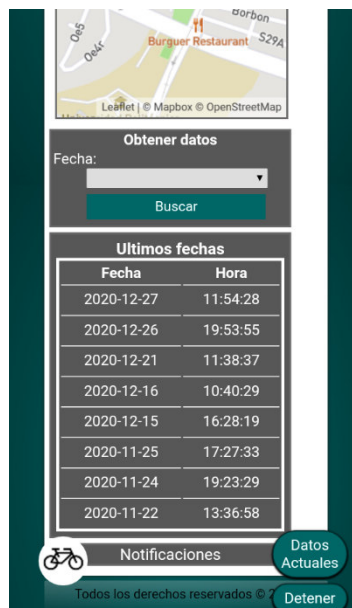 Borbon
Oe5
Oe4r
Burguer Restaurant
S29A
Leaflet | © Mapbox © OpenStreetMap
Obtener datos
Fecha:
Buscar
Ultimos fechas
Fecha Hora
2020-12-27 11:54:28
2020-12-26 19:53:55
2020-12-21 11:38:37
2020-12-16 10:40:29
2020-12-15 16:28:19
2020-11-25 17:27:33
2020-11-24 19:23:29
2020-11-22 13:36:58
Notificaciones
Datos
Actuales
Todos los derechos reservados © 2
Detener